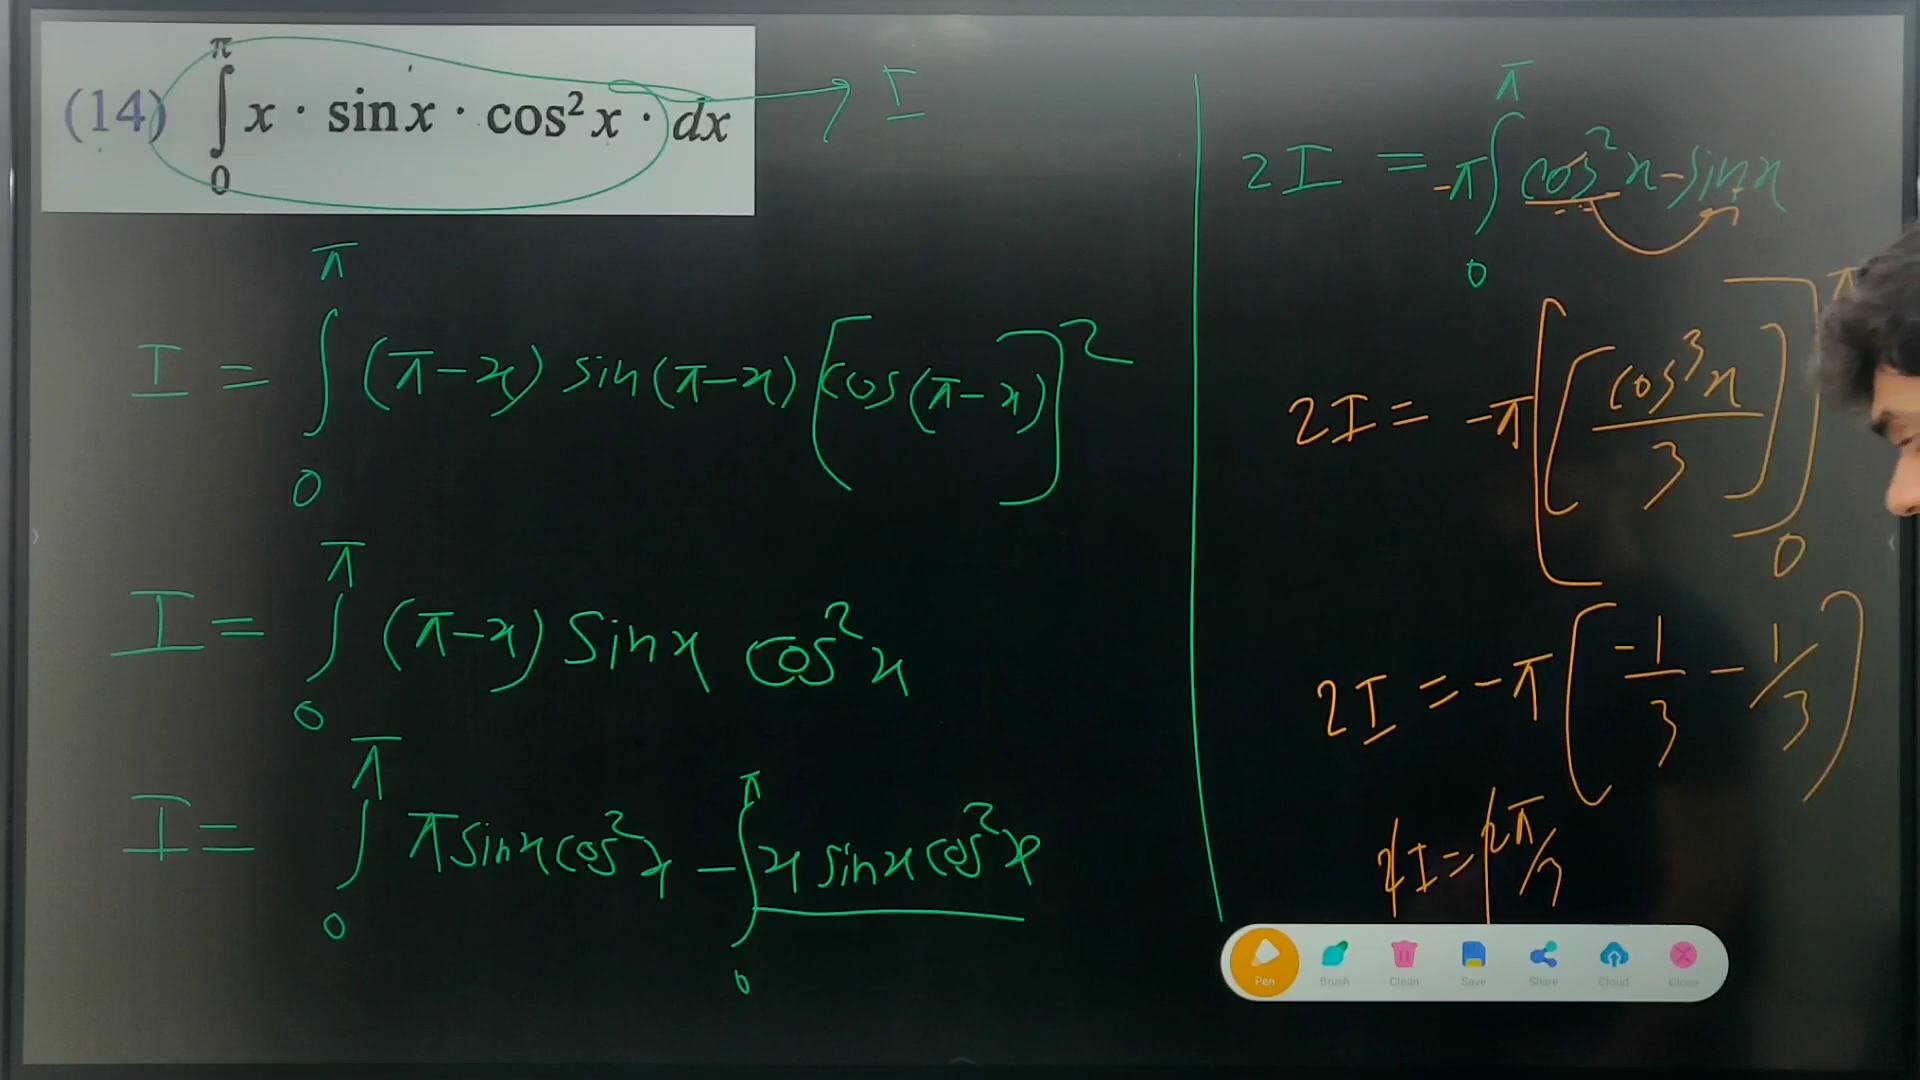 (14) ∫₀^π x · sin x · cos² x · dx → I
I = ∫₀^π (π-x) sin(π-x) [cos(π-x)]²
I = ∫₀^π (π-x) Sin x cos² x
I = ∫₀^π π sin x cos² x - ∫₀^π x sin x cos² x
2I = -π ∫₀^π cos² x - sin x
2I = -π [[cos³ x / 3]]₀^π
2I = -π (-1/3 - 1/3)
2I = 2π/3
Pen Brush Clean Save Share Cloud Close